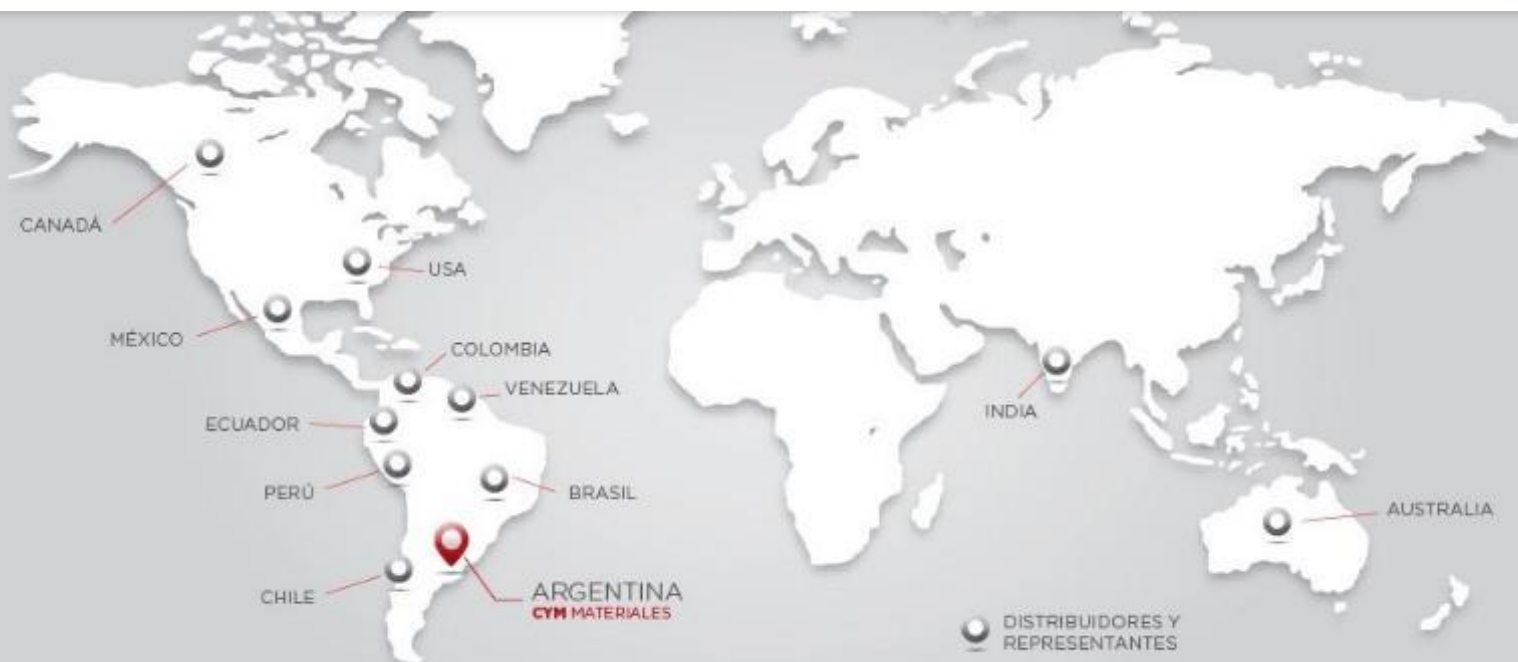 CANADÁ
USA
MÉXICO
COLOMBIA
VENEZUELA
ECUADOR
PERÚ
BRASIL
INDIA
AUSTRALIA
CHILE
ARGENTINA
CYM MATERIALES
DISTRIBUIDORES Y
REPRESENTANTES